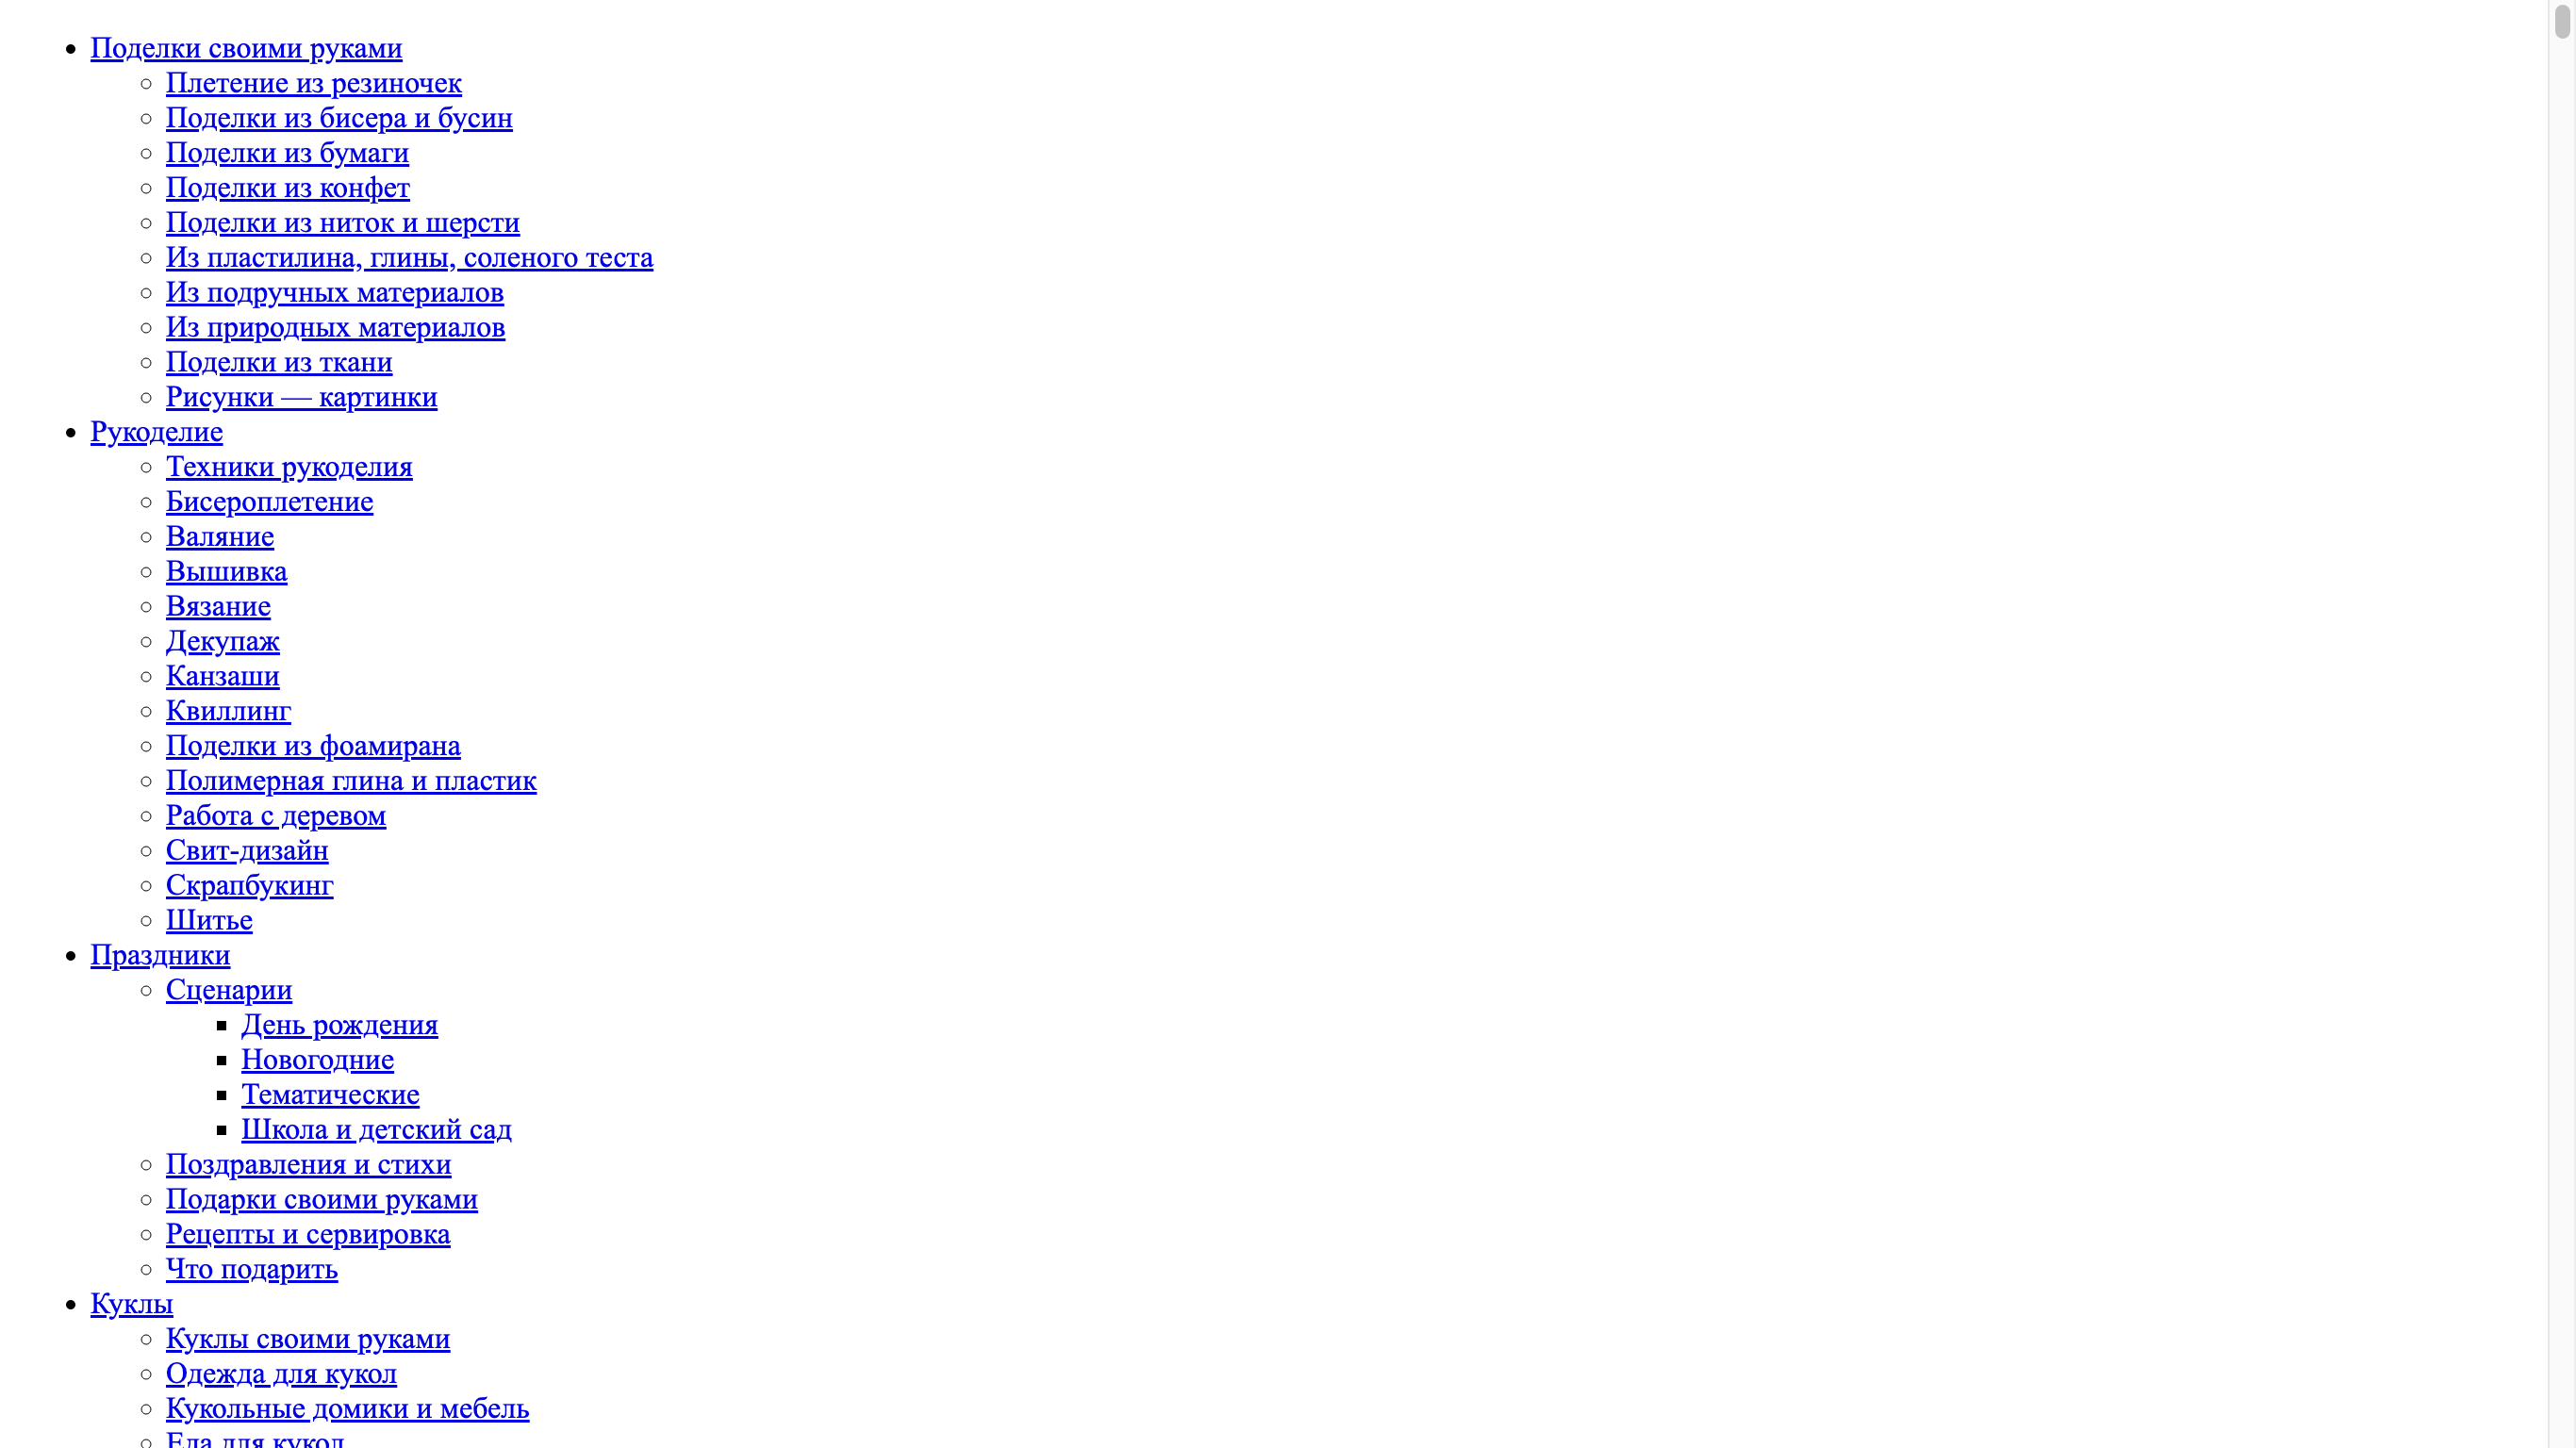 Поделки своими руками
Плетение из резиночек
Поделки из бисера и бусин
Поделки из бумаги
Поделки из конфет
Поделки из ниток и шерсти
Из пластилина, глины, соленого теста
Из подручных материалов
Из природных материалов
Поделки из ткани
Рисунки — картинки
Рукоделие
Техники рукоделия
Бисероплетение
Валяние
Вышивка
Вязание
Декупаж
Канзаши
Квиллинг
Поделки из фоамирана
Полимерная глина и пластик
Работа с деревом
Свит-дизайн
Скрапбукинг
Шитье
Праздники
Сценарии
День рождения
Новогодние
Тематические
Школа и детский сад
Поздравления и стихи
Подарки своими руками
Рецепты и сервировка
Что подарить
Куклы
Куклы своими руками
Одежда для кукол
Кукольные домики и мебель
Еда для кукол